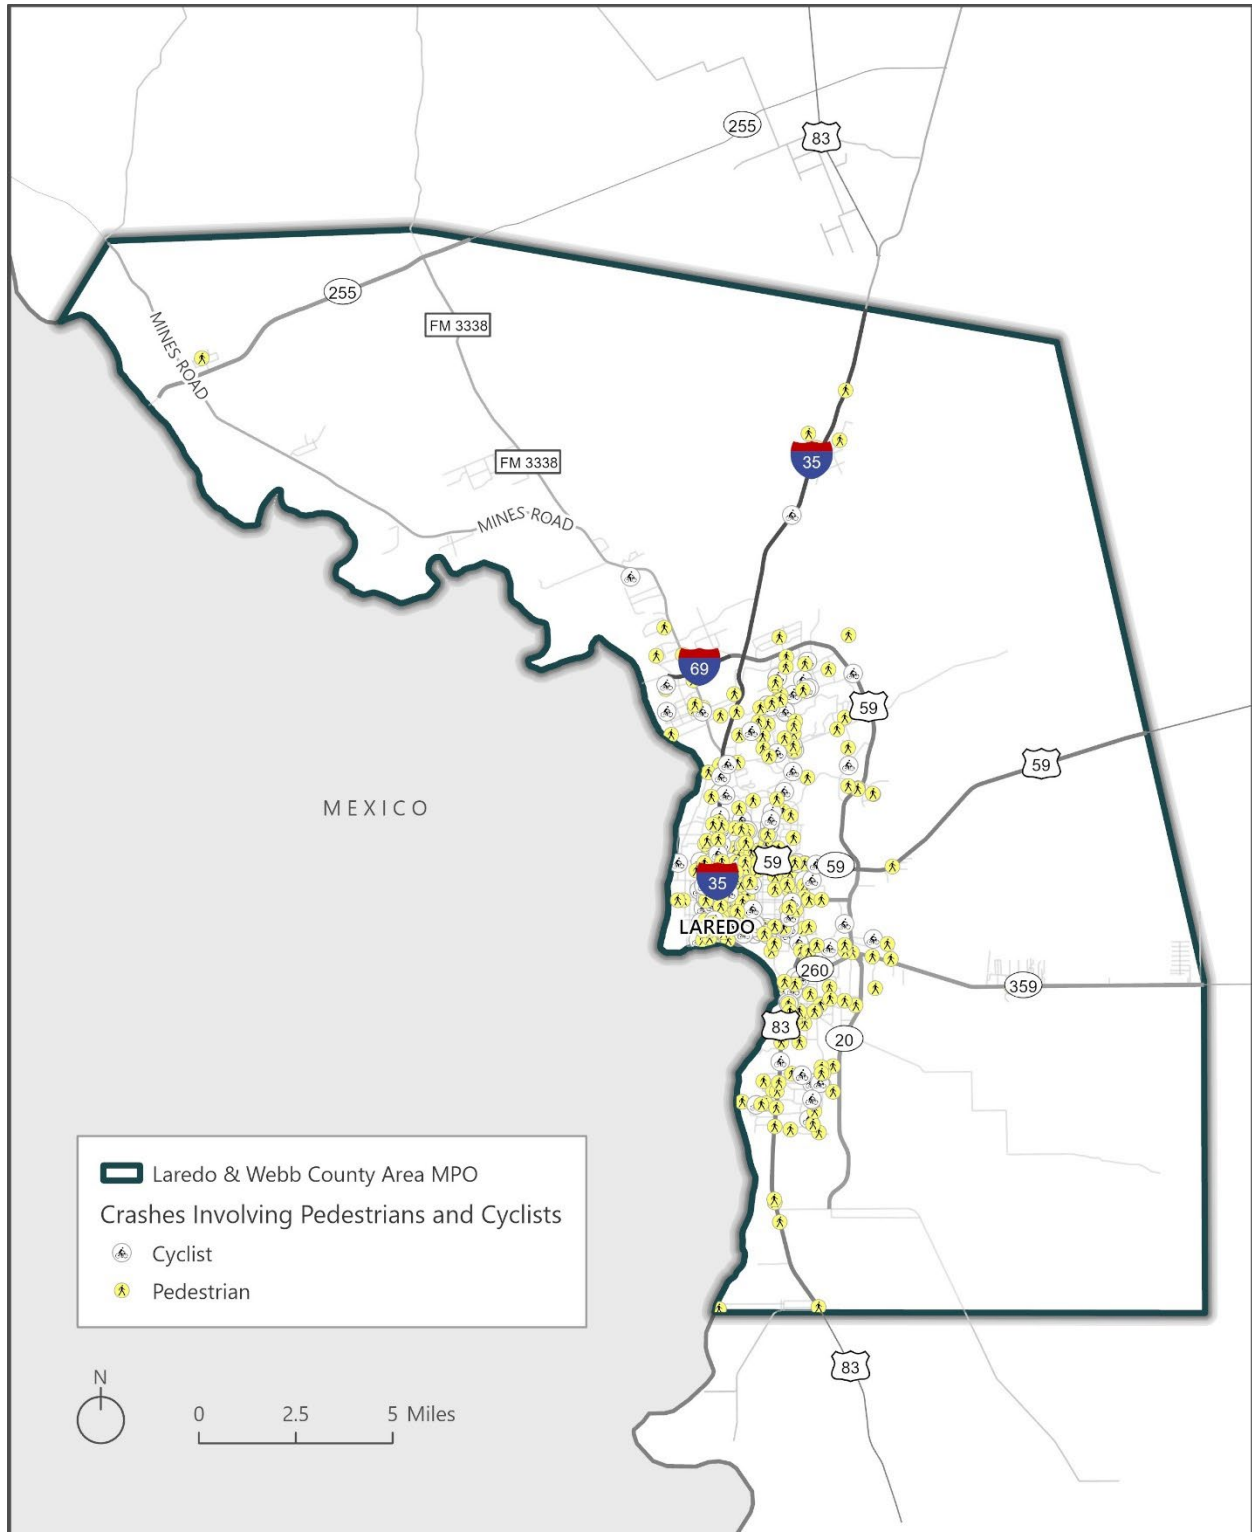 255
83
255
FM 3338
MINES ROAD
FM 3338
35
MINES ROAD
69
59
59
MEXICO
59
59
35
LAREDO
260
359
83
20
Laredo & Webb County Area MPO
Crashes Involving Pedestrians and Cyclists
Cyclist
Pedestrian
83
N
0 2.5 5 Miles